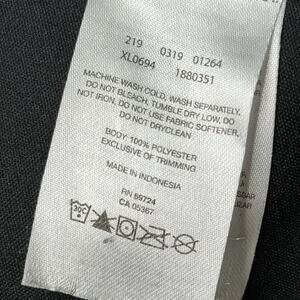 219 0319 01264
XL0694 1880351
MACHINE WASH COLD, WASH SEPARATELY,
DO NOT BLEACH, TUMBLE DRY LOW, DO
NOT IRON, DO NOT USE FABRIC SOFTENER,
DO NOT DRYCLEAN
BODY: 100% POLYESTER
EXCLUSIVE OF TRIMMING
MADE IN INDONESIA
RN 56724
CA 05367
30C